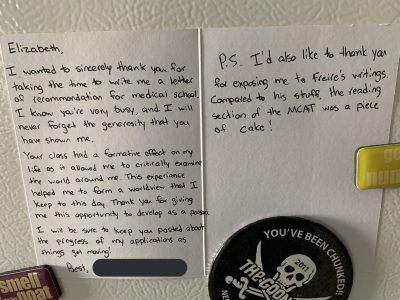 Elizabeth,
I wanted to sincerely thank you for
taking the time to write me a letter
of recommendation for medical school.
I know you're very busy, and I will
never forget the generosity that you
have shown me.
Your class had a formative effect on my
life as it allowed me to critically examine
the world around me. This experience
helped me to form a worldview that I
keep to this day. Thank you for giving
me this opportunity to develop as a person.
I will be sure to keep you posted about
the progress of my applications as
things get moving!
Best,
P.S. I'd also like to thank you
for exposing me to Freire's writings.
Compared to his stuff, the reading
section of the MCAT was a piece
of cake!
YOU'VE BEEN CHUNKED!!
2011
smell